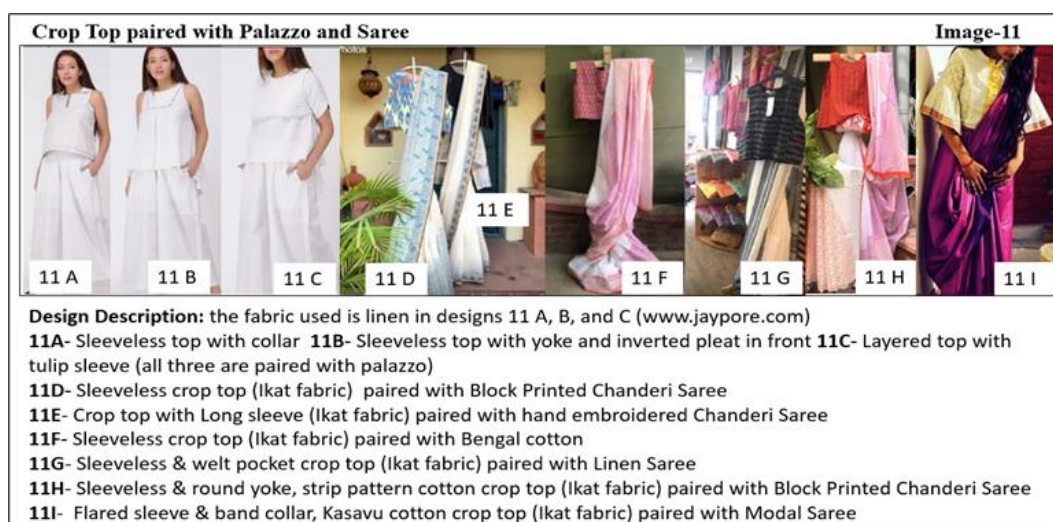 Crop Top paired with Palazzo and Saree Image-11
Photos
11 A 11 B 11 C 11 D 11 E 11 F 11 G 11 H 11 I
Design Description: the fabric used is linen in designs 11 A, B, and C (www.jaypore.com)
11A- Sleeveless top with collar 11B- Sleeveless top with yoke and inverted pleat in front 11C- Layered top with
tulip sleeve (all three are paired with palazzo)
11D- Sleeveless crop top (Ikat fabric) paired with Block Printed Chanderi Saree
11E- Crop top with Long sleeve (Ikat fabric) paired with hand embroidered Chanderi Saree
11F- Sleeveless crop top (Ikat fabric) paired with Bengal cotton
11G- Sleeveless & welt pocket crop top (Ikat fabric) paired with Linen Saree
11H- Sleeveless & round yoke, strip pattern cotton crop top (Ikat fabric) paired with Block Printed Chanderi Saree
11I- Flared sleeve & band collar, Kasavu cotton crop top (Ikat fabric) paired with Modal Saree